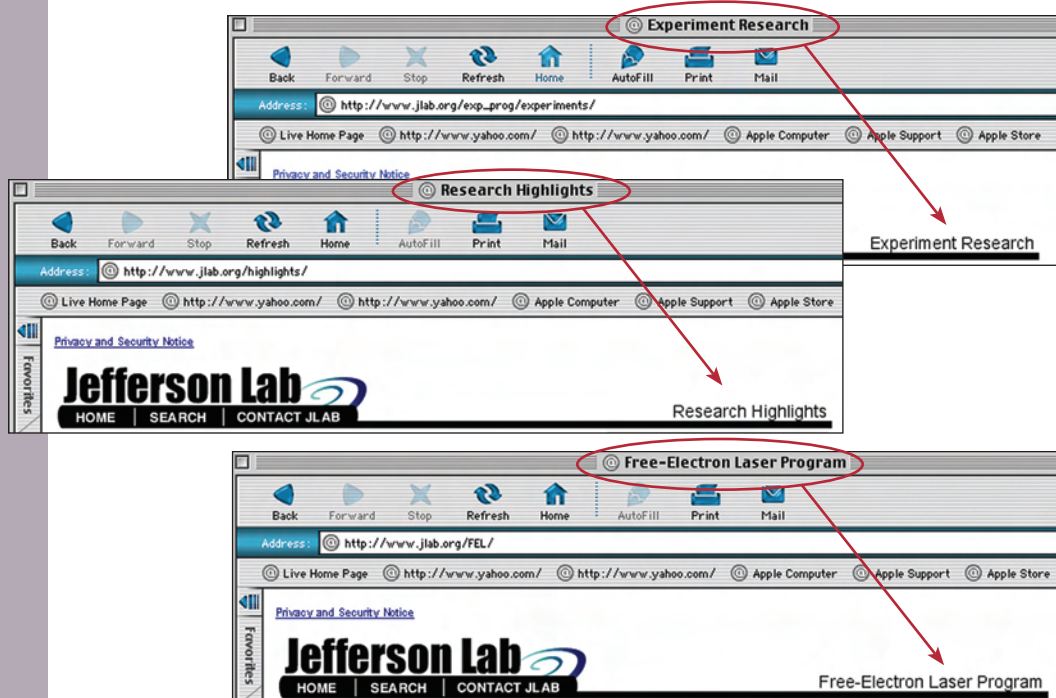 @ Experiment Research
Back Forward Stop Refresh Home AutoFill Print Mail
Address: @ http://www.jlab.org/exp_prog/experiments/
@ Live Home Page @ http://www.yahoo.com/ @ http://www.yahoo.com/ @ Apple Computer @ Apple Support @ Apple Store
Privacy and Security Notice
Experiment Research
@ Research Highlights
Back Forward Stop Refresh Home AutoFill Print Mail
Address: @ http://www.jlab.org/highlights/
@ Live Home Page @ http://www.yahoo.com/ @ http://www.yahoo.com/ @ Apple Computer @ Apple Support @ Apple Store
Favorites
Privacy and Security Notice
Jefferson Lab
HOME | SEARCH | CONTACT JLAB
Research Highlights
@ Free-Electron Laser Program
Back Forward Stop Refresh Home AutoFill Print Mail
Address: @ http://www.jlab.org/FEL/
@ Live Home Page @ http://www.yahoo.com/ @ http://www.yahoo.com/ @ Apple Computer @ Apple Support @ Apple Store
Favorites
Privacy and Security Notice
Jefferson Lab
HOME | SEARCH | CONTACT JLAB
Free-Electron Laser Program